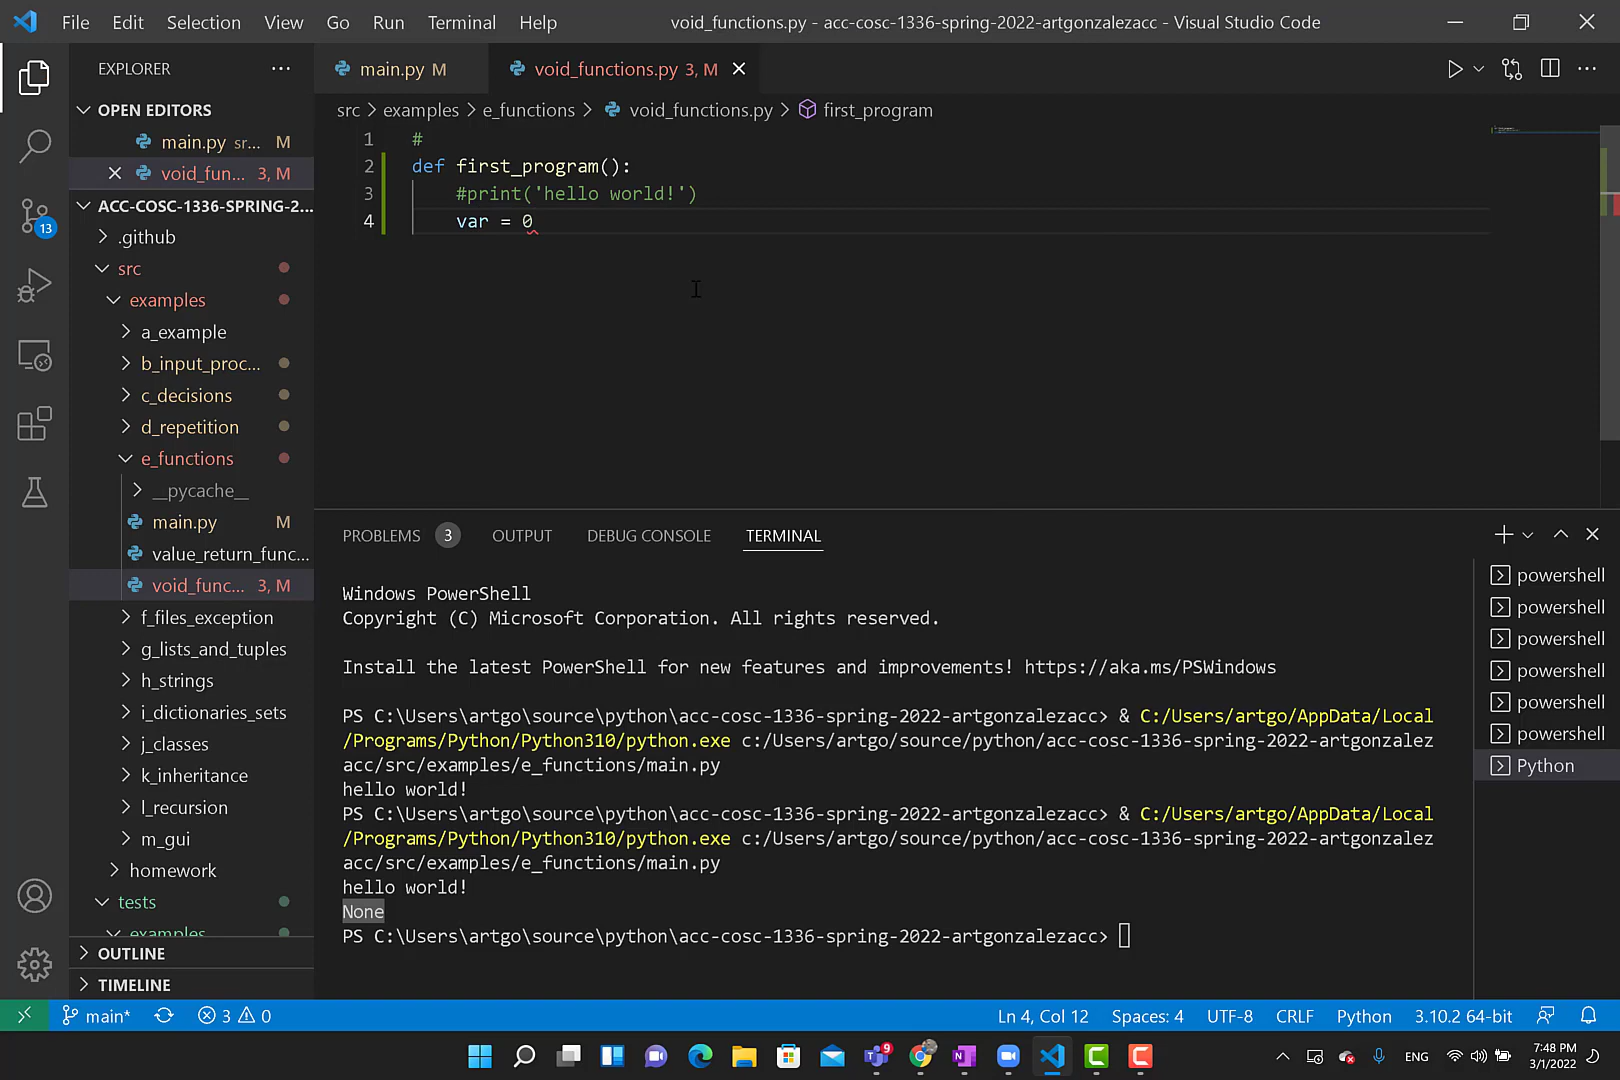 File Edit Selection View Go Run Terminal Help void_functions.py - acc-cosc-1336-spring-2022-artgonzalezacc - Visual Studio Code
EXPLORER ...
OPEN EDITORS
main.py sr... M
void_fun... 3, M
ACC-COSC-1336-SPRING-2...
.github
src
examples
a_example
b_input_proc...
c_decisions
d_repetition
e_functions
__pycache__
main.py M
value_return_func...
void_func... 3, M
f_files_exception
g_lists_and_tuples
h_strings
i_dictionaries_sets
j_classes
k_inheritance
l_recursion
m_gui
homework
tests
examples
OUTLINE
TIMELINE
13
main.py M void_functions.py 3, M
src > examples > e_functions > void_functions.py > first_program
1 #
2 def first_program():
3 #print('hello world!')
4 var = 0
PROBLEMS 3 OUTPUT DEBUG CONSOLE TERMINAL
Windows PowerShell
Copyright (C) Microsoft Corporation. All rights reserved.
Install the latest PowerShell for new features and improvements! https://aka.ms/PSWindows
PS C:\Users\artgo\source\python\acc-cosc-1336-spring-2022-artgonzalezacc> & C:/Users/artgo/AppData/Local
/Programs/Python/Python310/python.exe c:/Users/artgo/source/python/acc-cosc-1336-spring-2022-artgonzalez
acc/src/examples/e_functions/main.py
hello world!
PS C:\Users\artgo\source\python\acc-cosc-1336-spring-2022-artgonzalezacc> & C:/Users/artgo/AppData/Local
/Programs/Python/Python310/python.exe c:/Users/artgo/source/python/acc-cosc-1336-spring-2022-artgonzalez
acc/src/examples/e_functions/main.py
hello world!
None
PS C:\Users\artgo\source\python\acc-cosc-1336-spring-2022-artgonzalezacc>
powershell
powershell
powershell
powershell
powershell
powershell
Python
main* 3 0 Ln 4, Col 12 Spaces: 4 UTF-8 CRLF Python 3.10.2 64-bit
9 ENG 7:48 PM
3/1/2022